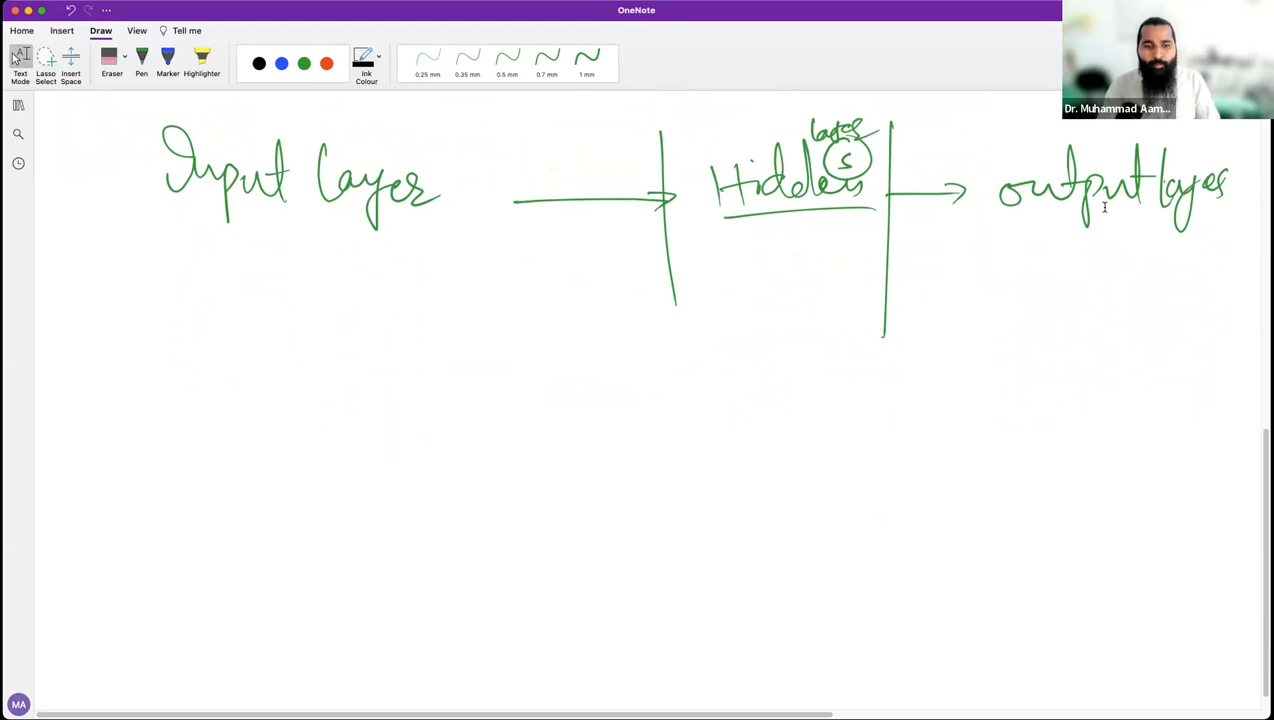 OneNote
Home Insert Draw View Tell me
Text Mode
Lasso Select
Insert Space
Eraser
Pen
Marker
Highlighter
Ink Colour
0.25 mm
0.35 mm
0.5 mm
0.7 mm
1 mm
Dr. Muhammad Aam...
layer
s
Input layer
Hidden
output layer
MA